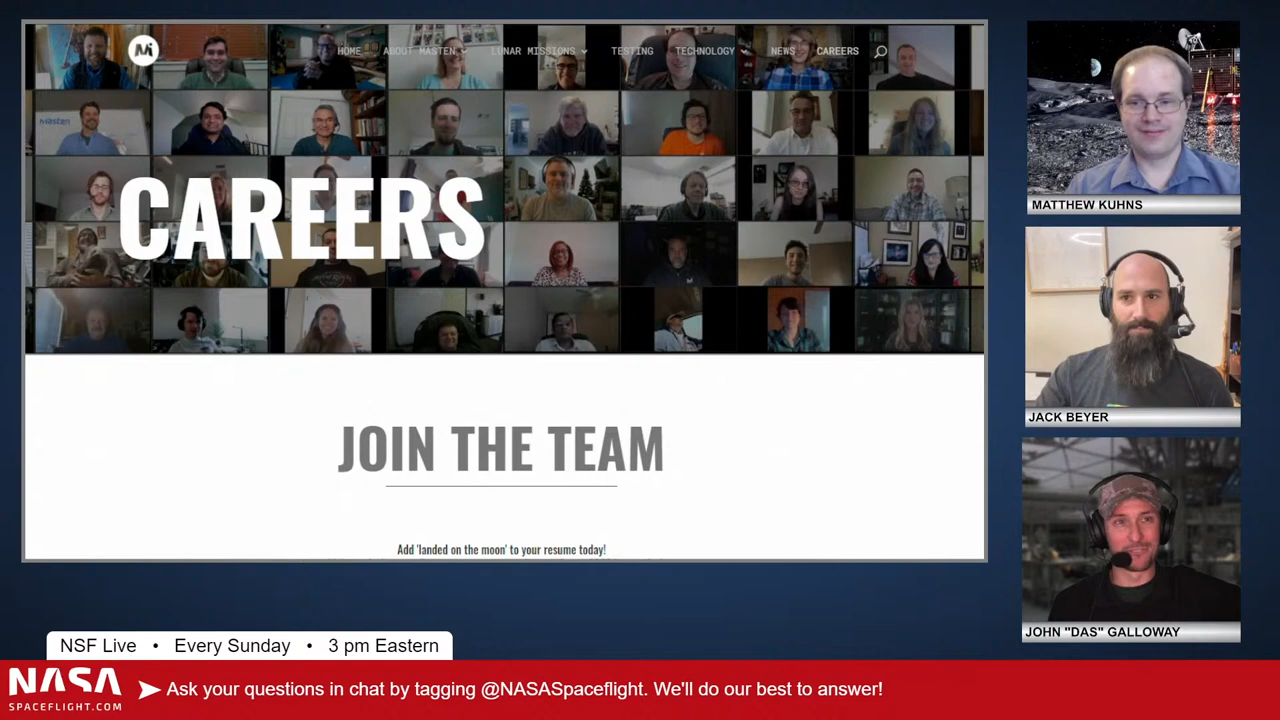 HOME ABOUT MASTEN LUNAR MISSIONS TESTING TECHNOLOGY NEWS CAREERS
Masten
CAREERS
JOIN THE TEAM
Add 'landed on the moon' to your resume today!
MATTHEW KUHNS
JACK BEYER
JOHN "DAS" GALLOWAY
NSF Live • Every Sunday • 3 pm Eastern
NASA
SPACEFLIGHT.COM
Ask your questions in chat by tagging @NASASpaceflight. We'll do our best to answer!